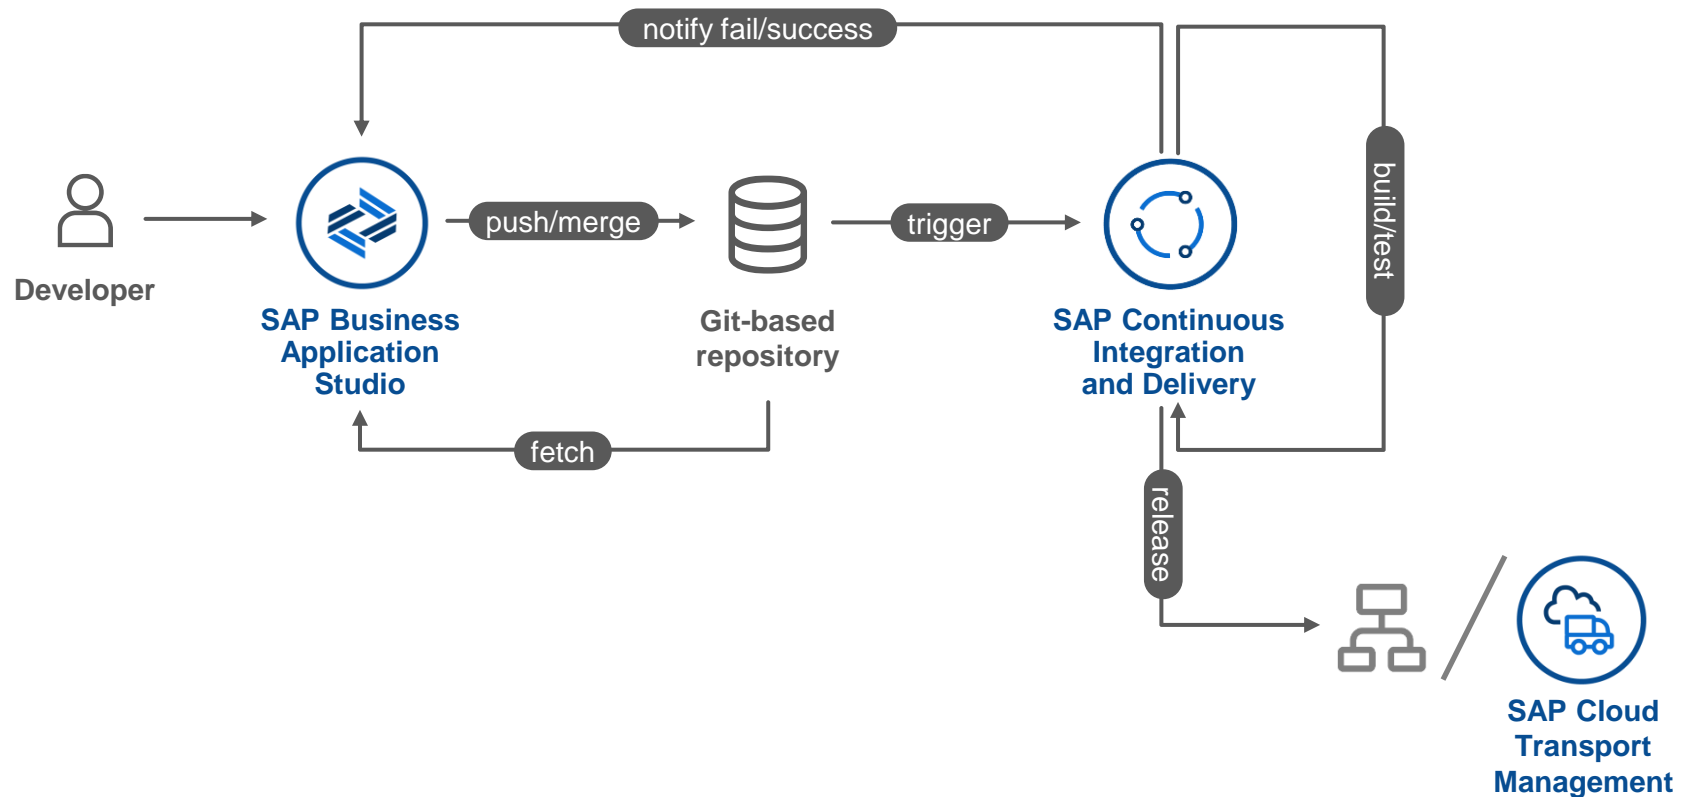 notify fail/success
build/test
push/merge
trigger
Developer
SAP Business
Application
Studio
Git-based
repository
SAP Continuous
Integration
and Delivery
fetch
release
SAP Cloud
Transport
Management